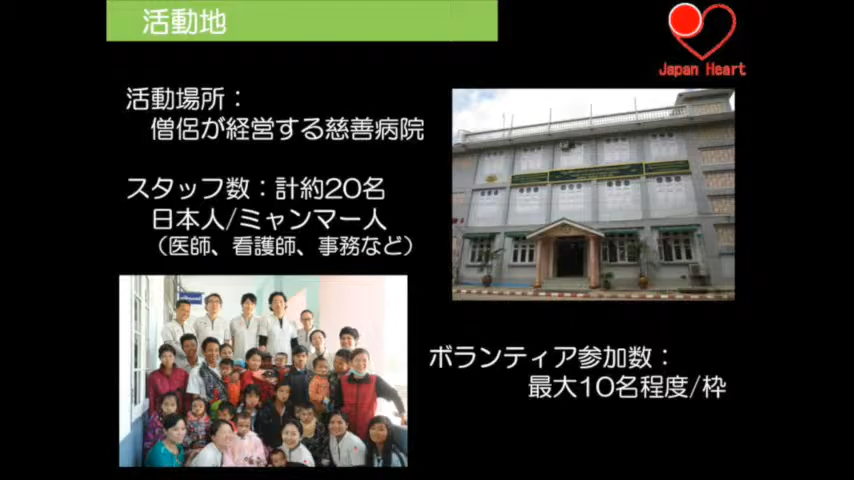 活動地
Japan Heart
活動場所：
僧侶が経営する慈善病院
スタッフ数：計約20名
日本人/ミャンマー人
（医師、看護師、事務など）
ボランティア参加数：
最大10名程度/枠